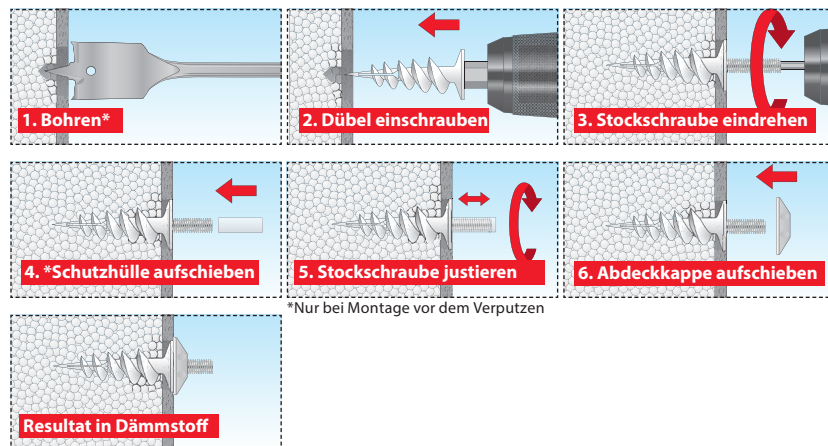 1. Bohren*
2. Dübel einschrauben
3. Stockschraube eindrehen
4. *Schutzhülle aufschieben
5. Stockschraube justieren
6. Abdeckkappe aufschieben
*Nur bei Montage vor dem Verputzen
Resultat in Dämmstoff